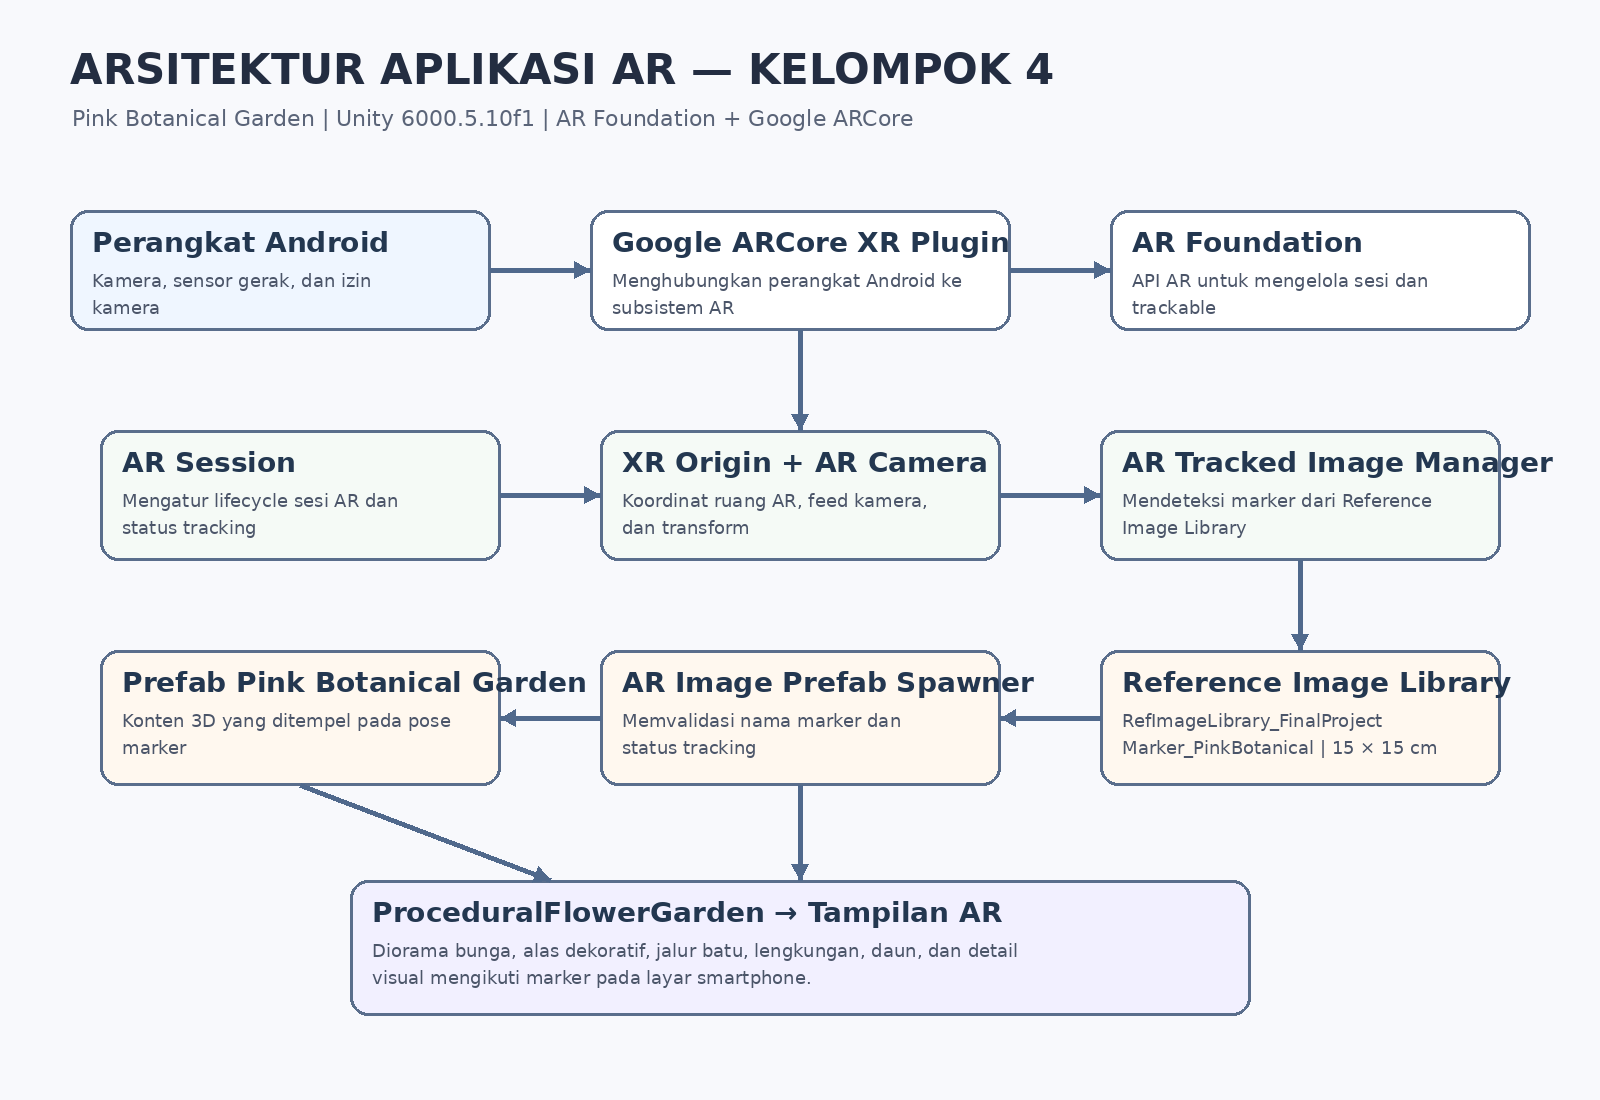 ARSITEKTUR APLIKASI AR — KELOMPOK 4
Pink Botanical Garden | Unity 6000.5.10f1 | AR Foundation + Google ARCore
Perangkat Android
Kamera, sensor gerak, dan izin
kamera
Google ARCore XR Plugin
Menghubungkan perangkat Android ke
subsistem AR
AR Foundation
API AR untuk mengelola sesi dan
trackable
AR Session
Mengatur lifecycle sesi AR dan
status tracking
XR Origin + AR Camera
Koordinat ruang AR, feed kamera,
dan transform
AR Tracked Image Manager
Mendeteksi marker dari Reference
Image Library
Prefab Pink Botanical Garden
Konten 3D yang ditempel pada pose
marker
AR Image Prefab Spawner
Memvalidasi nama marker dan
status tracking
Reference Image Library
RefImageLibrary_FinalProject
Marker_PinkBotanical | 15 × 15 cm
ProceduralFlowerGarden → Tampilan AR
Diorama bunga, alas dekoratif, jalur batu, lengkungan, daun, dan detail
visual mengikuti marker pada layar smartphone.